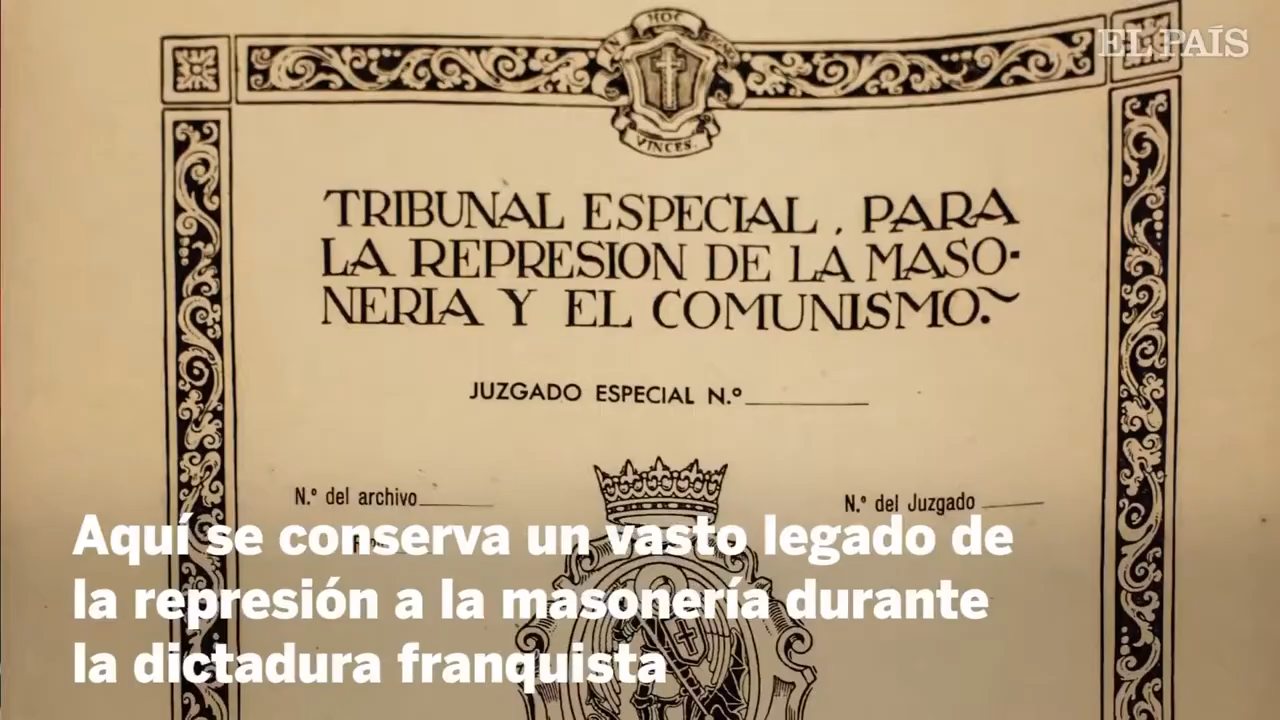 EL PAÍS
IN HOC SIGNO
VINCES.
TRIBUNAL ESPECIAL, PARA
LA REPRESION DE LA MASO-
NERIA Y EL COMUNISMO.
JUZGADO ESPECIAL N.º
N.º del archivo
N.º del Juzgado
Aquí se conserva un vasto legado de
la represión a la masonería durante
la dictadura franquista